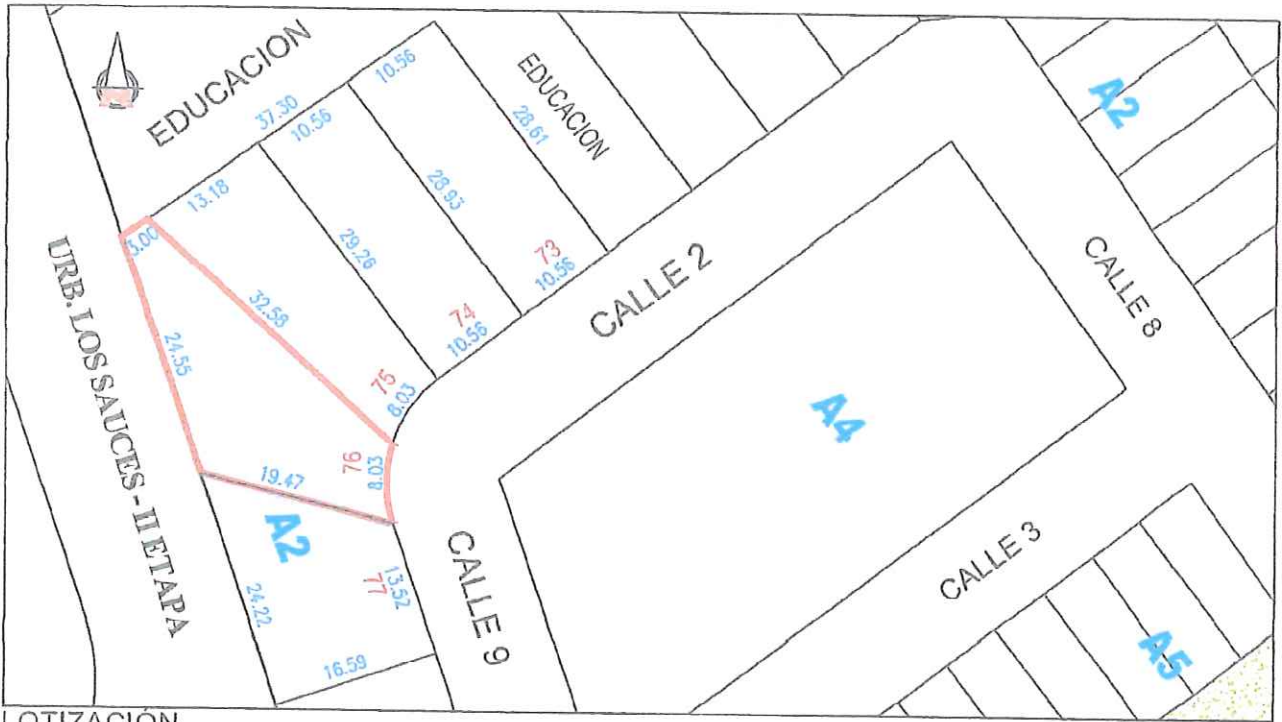 EDUCACION
37.30
10.56
10.56
13.18
EDUCACION
28.61
28.93
29.26
3.00
32.58
73
10.56
74
10.56
75
8.03
76
8.03
24.55
19.47
URB. LOS SAUCES - II ETAPA
A2
77
13.52
24.22
16.59
CALLE 2
CALLE 9
A4
CALLE 8
A2
CALLE 3
A5
LOTIZACIÓN